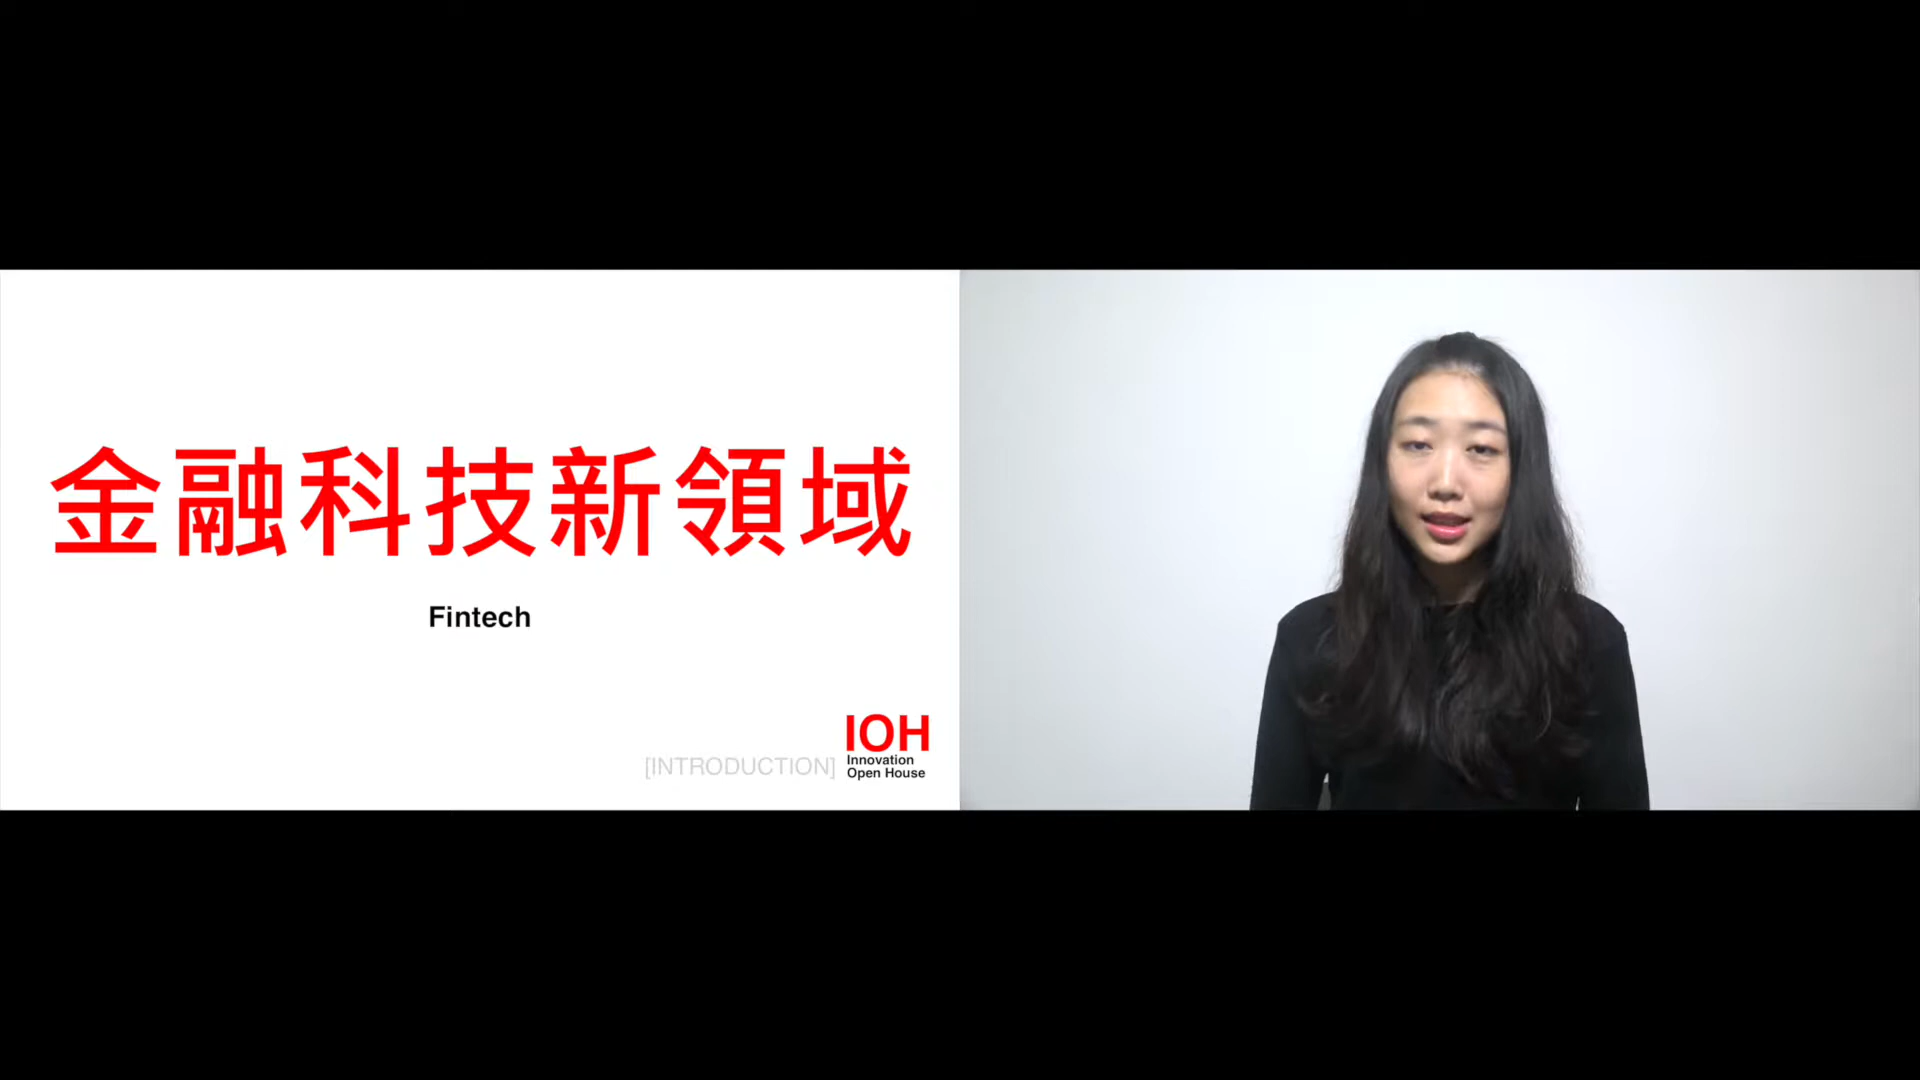 金融科技新領域
Fintech
[INTRODUCTION]
IOH
Innovation
Open House